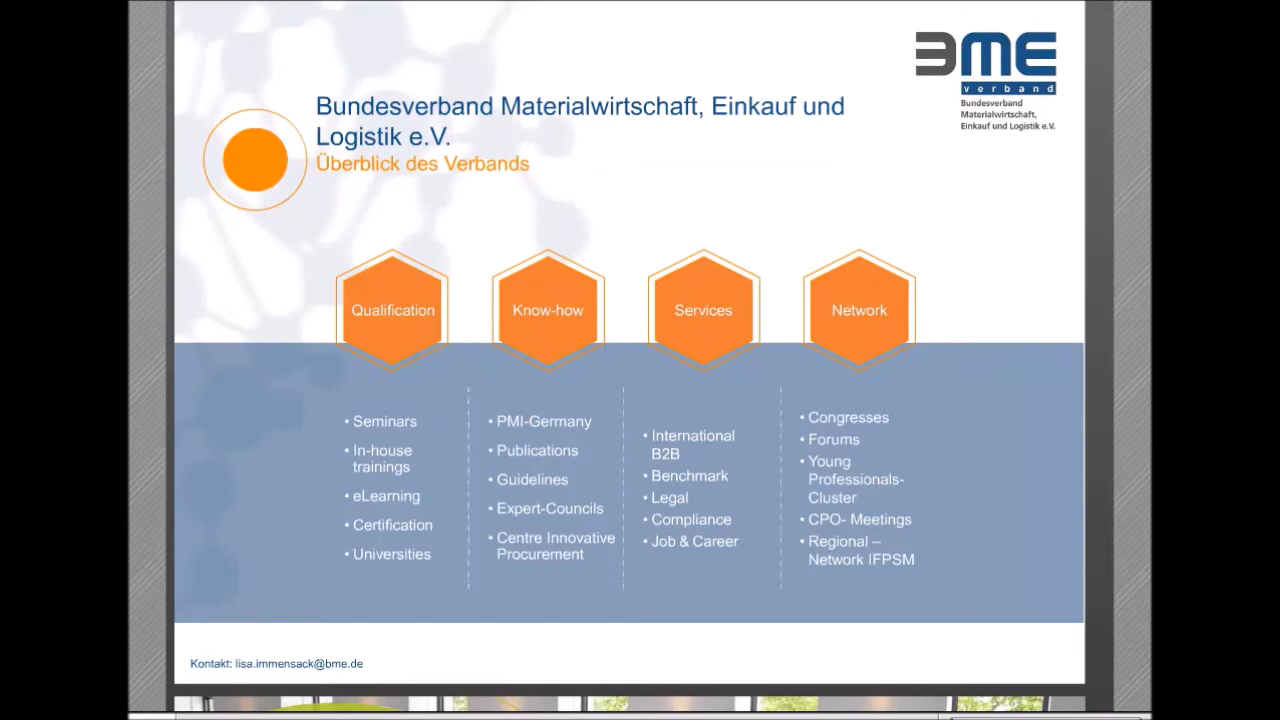 BME
verband
Bundesverband
Materialwirtschaft,
Einkauf und Logistik e.V.
Bundesverband Materialwirtschaft, Einkauf und
Logistik e.V.
Überblick des Verbands
Qualification
Know-how
Services
Network
• Seminars
• In-house
trainings
• eLearning
• Certification
• Universities
• PMI-Germany
• Publications
• Guidelines
• Expert-Councils
• Centre Innovative
Procurement
• International
B2B
• Benchmark
• Legal
• Compliance
• Job & Career
• Congresses
• Forums
• Young
Professionals-
Cluster
• CPO- Meetings
• Regional –
Network IFPSM
Kontakt: lisa.immensack@bme.de